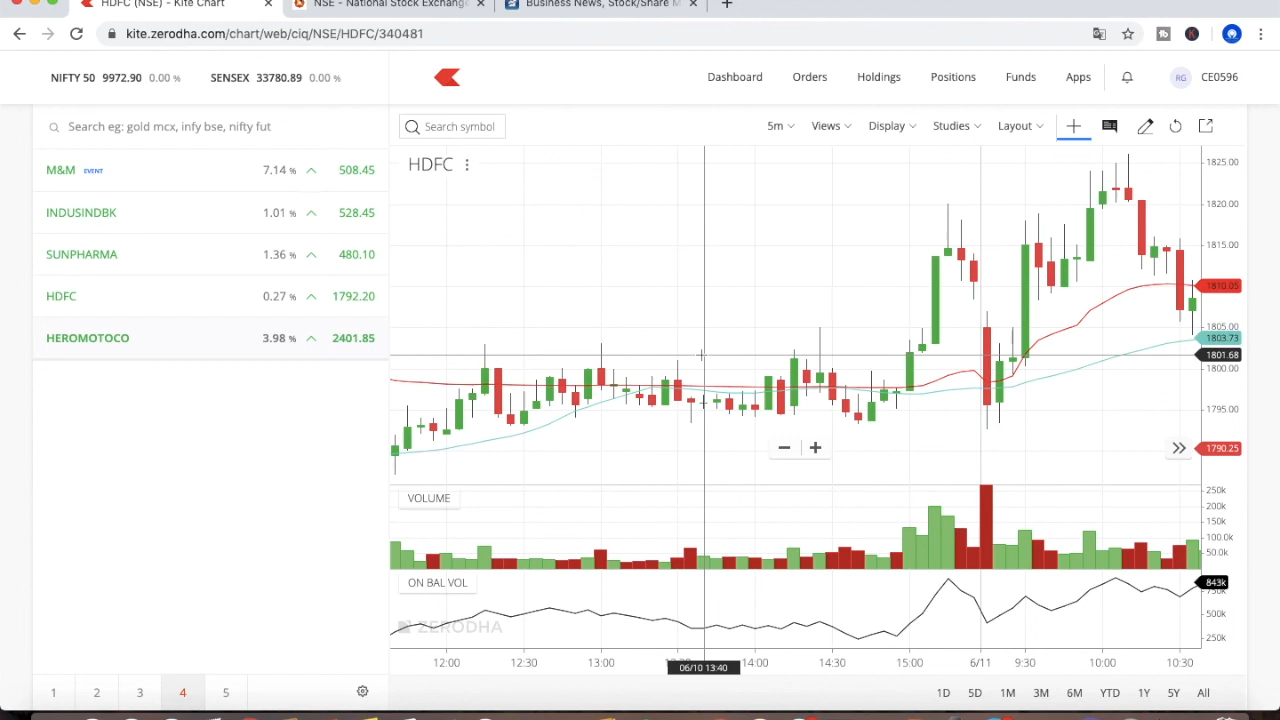 HDFC (NSE) - Kite Chart
NSE - National Stock Exchange
Business News, Stock/Share M
kite.zerodha.com/chart/web/ciq/NSE/HDFC/340481
NIFTY 50 9972.90 0.00 %
SENSEX 33780.89 0.00 %
Dashboard
Orders
Holdings
Positions
Funds
Apps
RG
CE0596
Search eg: gold mcx, infy bse, nifty fut
M&M EVENT 7.14 % 508.45
INDUSINDBK 1.01 % 528.45
SUNPHARMA 1.36 % 480.10
HDFC 0.27 % 1792.20
HEROMOTOCO 3.98 % 2401.85
1
2
3
4
5
Search symbol
5m
Views
Display
Studies
Layout
HDFC
1825.00
1820.00
1815.00
1810.05
1805.00
1803.73
1801.68
1800.00
1795.00
1790.25
VOLUME
250k
200k
150k
100.0k
50.0k
ON BAL VOL
843k
500k
250k
ZERODHA
12:00
12:30
13:00
06/10 13:40
14:00
14:30
15:00
6/11
9:30
10:00
10:30
1D
5D
1M
3M
6M
YTD
1Y
5Y
All